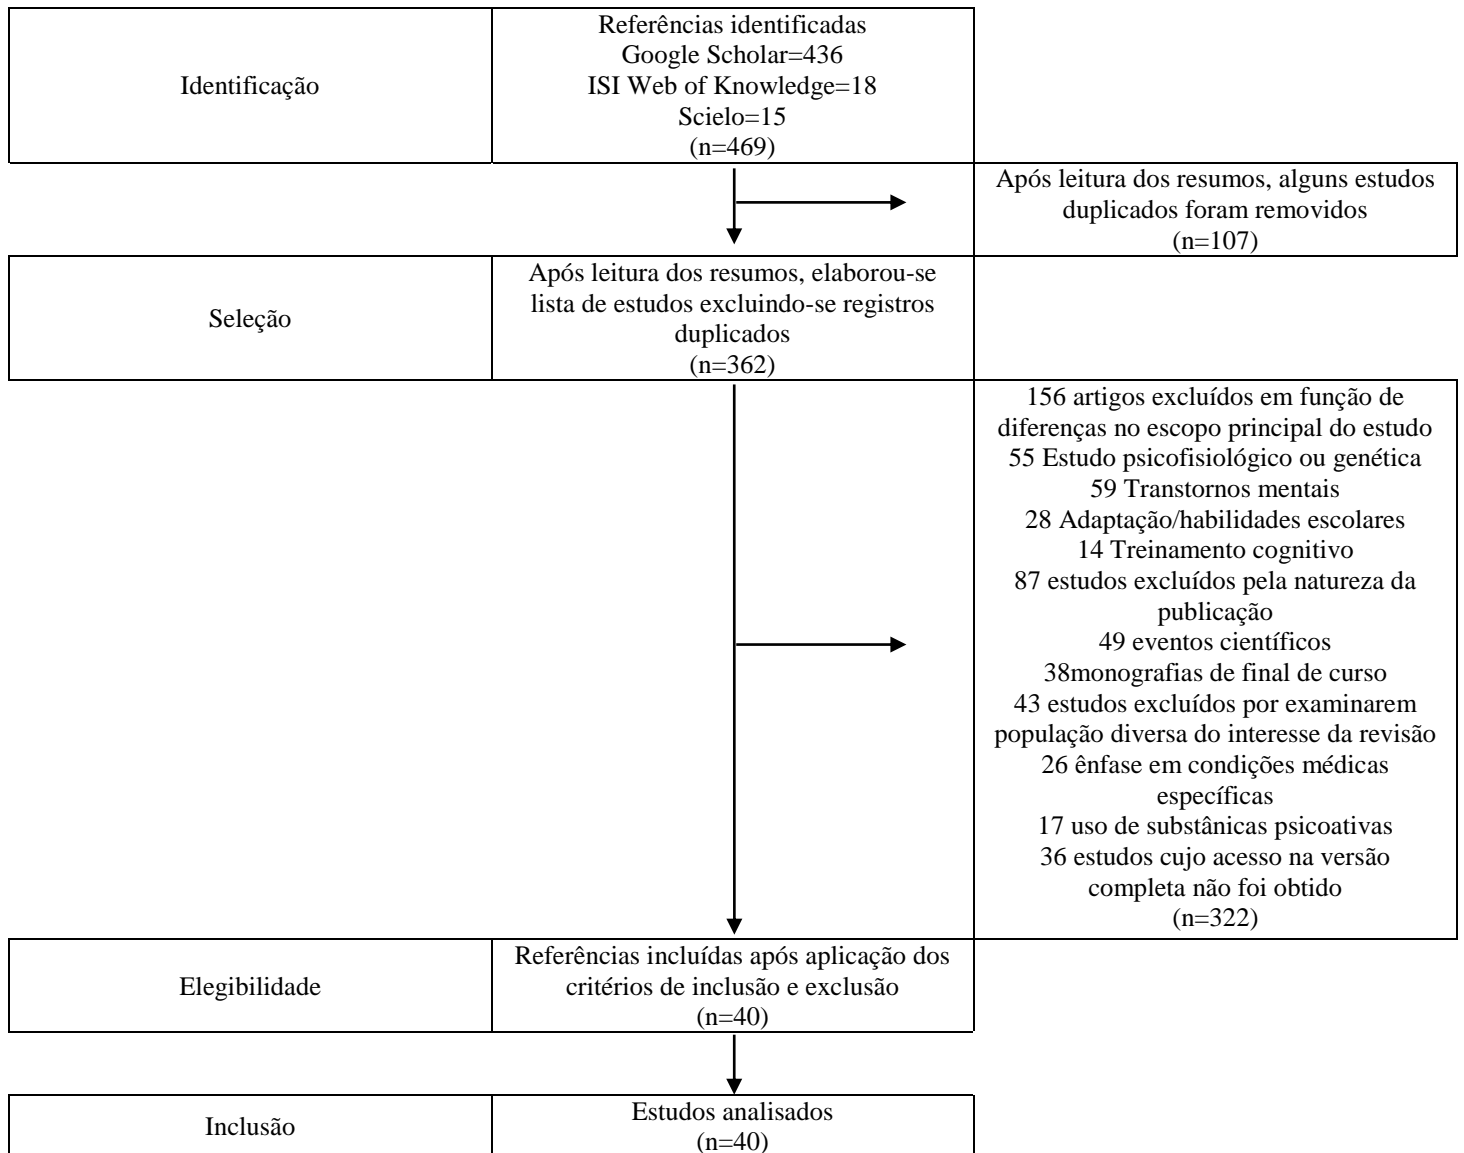 Identificação
Referências identificadas
Google Scholar=436
ISI Web of Knowledge=18
Scielo=15
(n=469)
Após leitura dos resumos, alguns estudos
duplicados foram removidos
(n=107)
Seleção
Após leitura dos resumos, elaborou-se
lista de estudos excluindo-se registros
duplicados
(n=362)
156 artigos excluídos em função de
diferenças no escopo principal do estudo
55 Estudo psicofisiológico ou genética
59 Transtornos mentais
28 Adaptação/habilidades escolares
14 Treinamento cognitivo
87 estudos excluídos pela natureza da
publicação
49 eventos científicos
38monografias de final de curso
43 estudos excluídos por examinarem
população diversa do interesse da revisão
26 ênfase em condições médicas
específicas
17 uso de substânicas psicoativas
36 estudos cujo acesso na versão
completa não foi obtido
(n=322)
Elegibilidade
Referências incluídas após aplicação dos
critérios de inclusão e exclusão
(n=40)
Inclusão
Estudos analisados
(n=40)